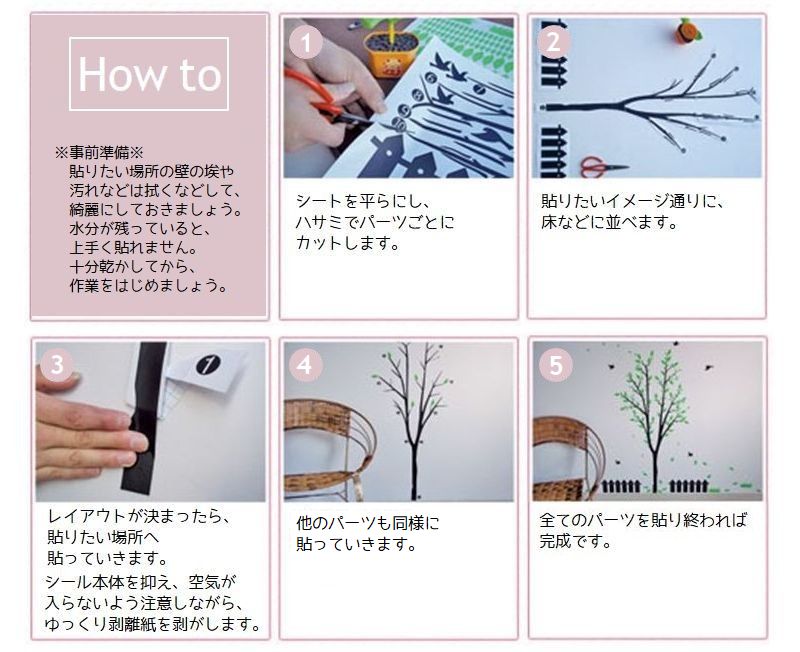 How to
※事前準備※
貼りたい場所の壁の埃や
汚れなどは拭くなどして、
綺麗にしておきましょう。
水分が残っていると、
上手く貼れません。
十分乾かしてから、
作業をはじめましょう。
1
シートを平らにし、
ハサミでパーツごとに
カットします。
2
貼りたいイメージ通りに、
床などに並べます。
3
レイアウトが決まったら、
貼りたい場所へ
貼っていきます。
シール本体を抑え、空気が
入らないよう注意しながら、
ゆっくり剥離紙を剥がします。
4
他のパーツも同様に
貼っていきます。
5
全てのパーツを貼り終われば
完成です。